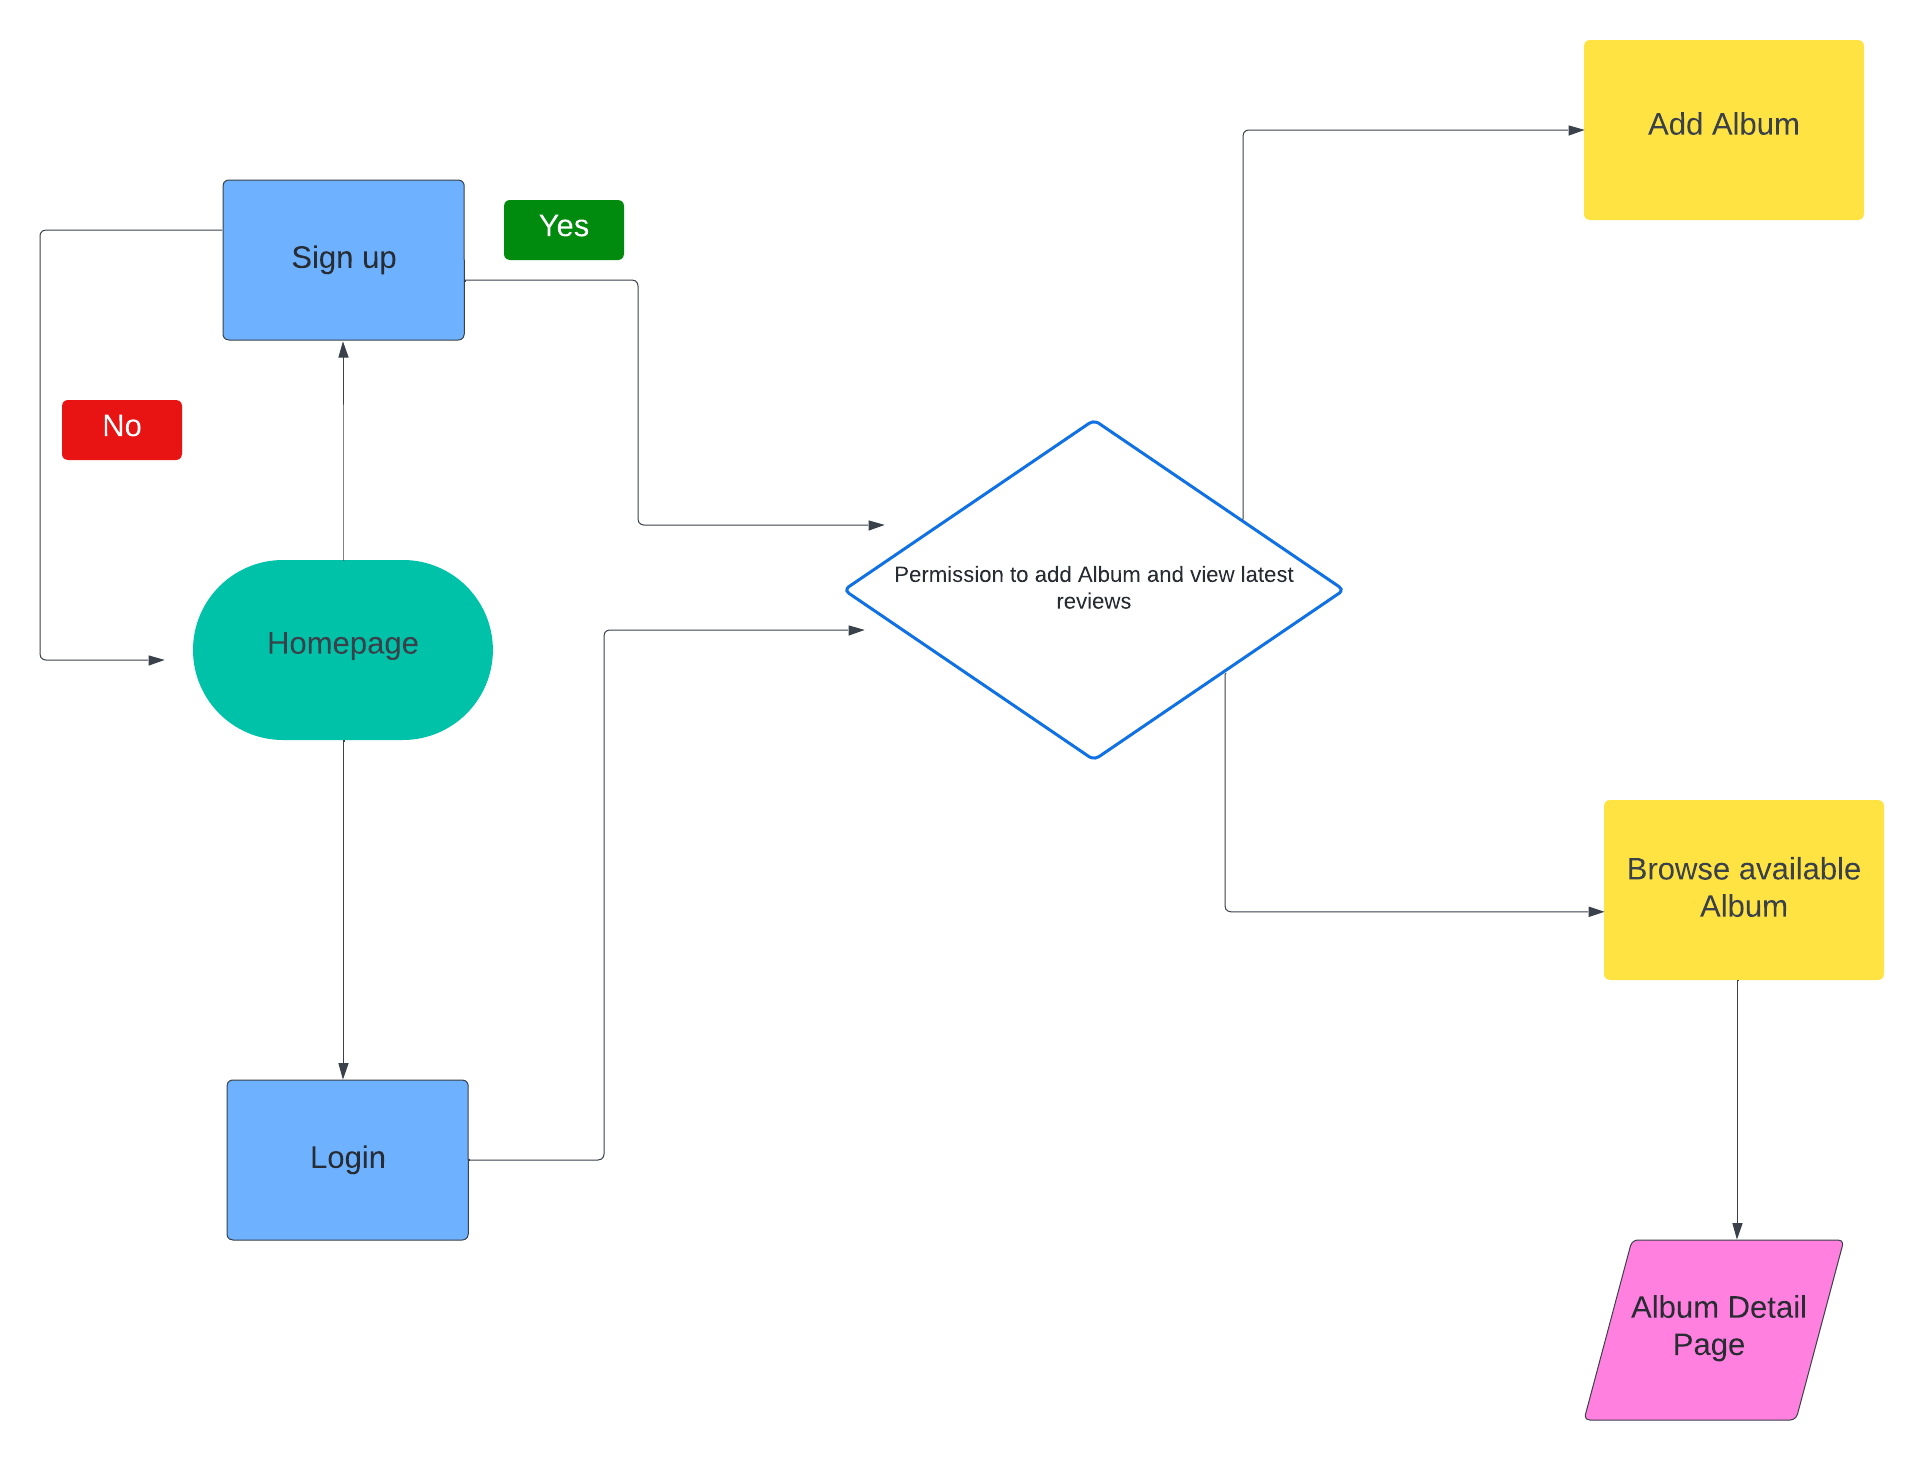 Add Album
Yes
Sign up
No
Permission to add Album and view latest
reviews
Homepage
Browse available
Album
Login
Album Detail
Page